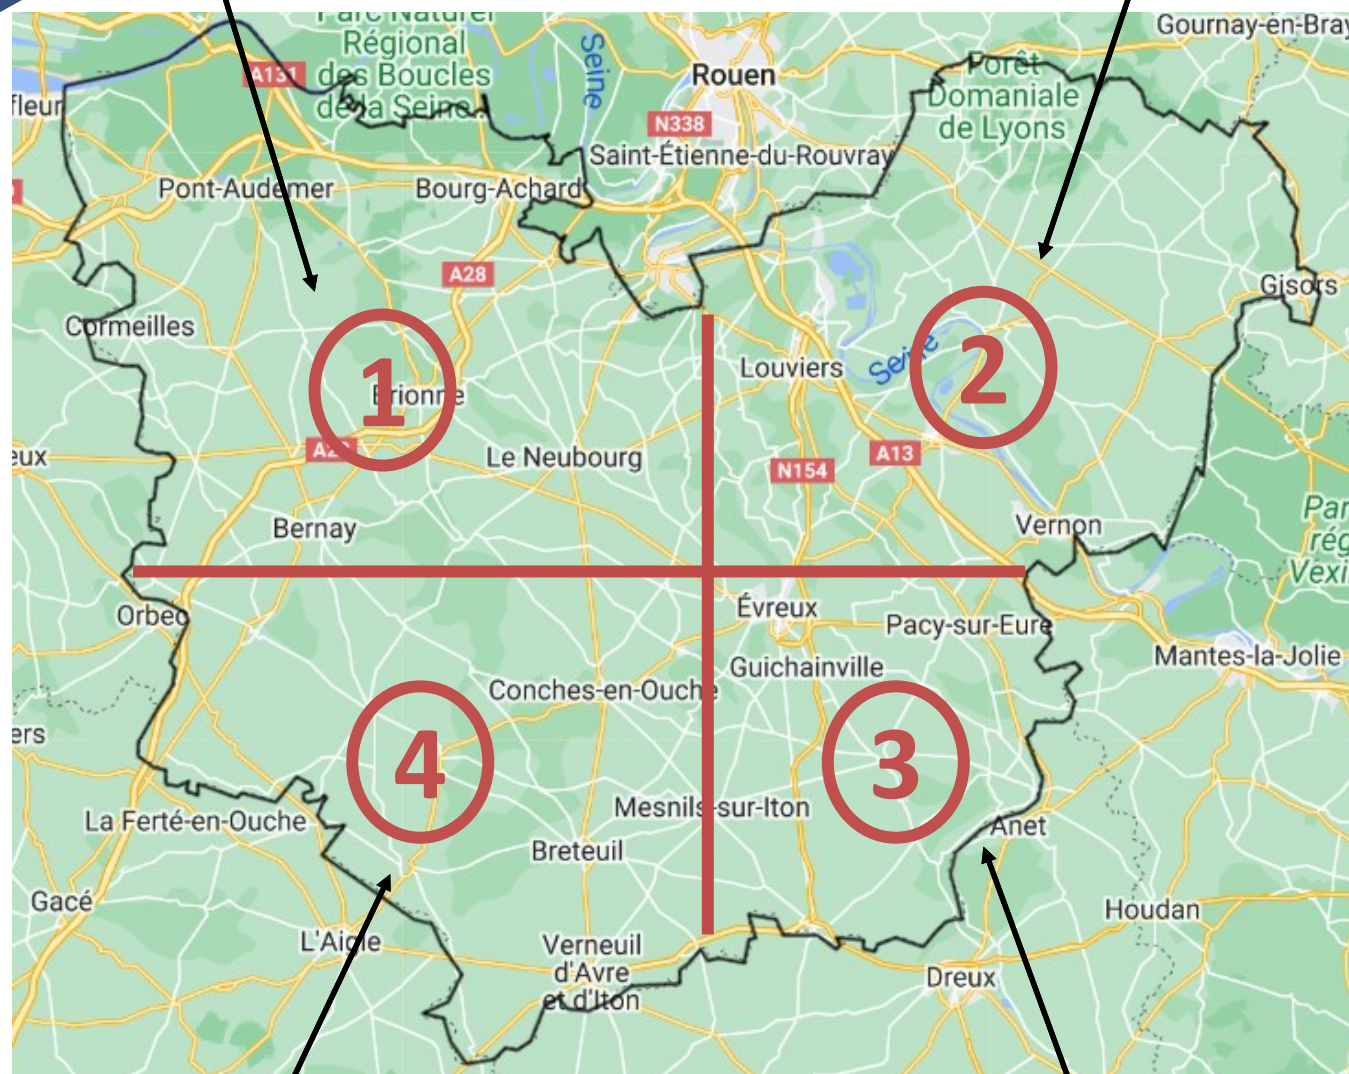 Parc Naturel
Régional
des Boucles
de la Seine...
Seine
Rouen
Gournay-en-Bray
A131
fleur
N338
Forêt
Domaniale
de Lyons
Saint-Étienne-du-Rouvray
Pont-Audemer
Bourg-Achard
A28
Gisors
Cormeilles
1
Brionne
Louviers
Seine
2
eux
Le Neubourg
N154
A13
Bernay
Vernon
Par
rég
Vexi
Orbec
Évreux
Pacy-sur-Eure
Mantes-la-Jolie
Guichainville
Conches-en-Ouche
ers
4
3
Mesnils-sur-Iton
La Ferté-en-Ouche
Anet
Breteuil
Gacé
Houdan
L'Aigle
Verneuil
d'Avre
et d'Iton
Dreux